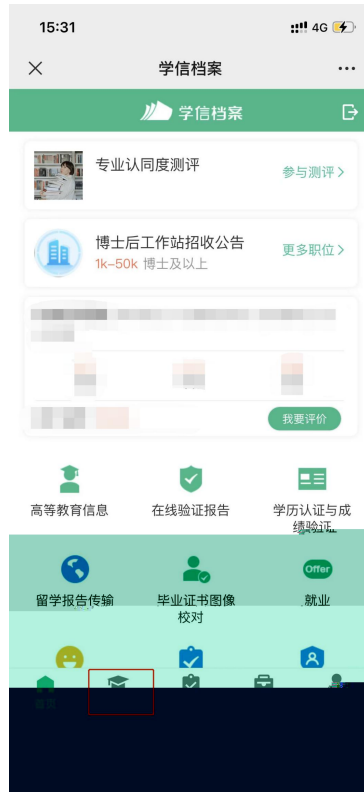 15:31
4G
学信档案
学信档案
专业认同度测评
参与测评
博士后工作站招收公告
1k-50k 博士及以上
更多职位
我要评价
高等教育信息
在线验证报告
学历认证与成
绩验证
留学报告传输
毕业证书图像
校对
Offer
就业